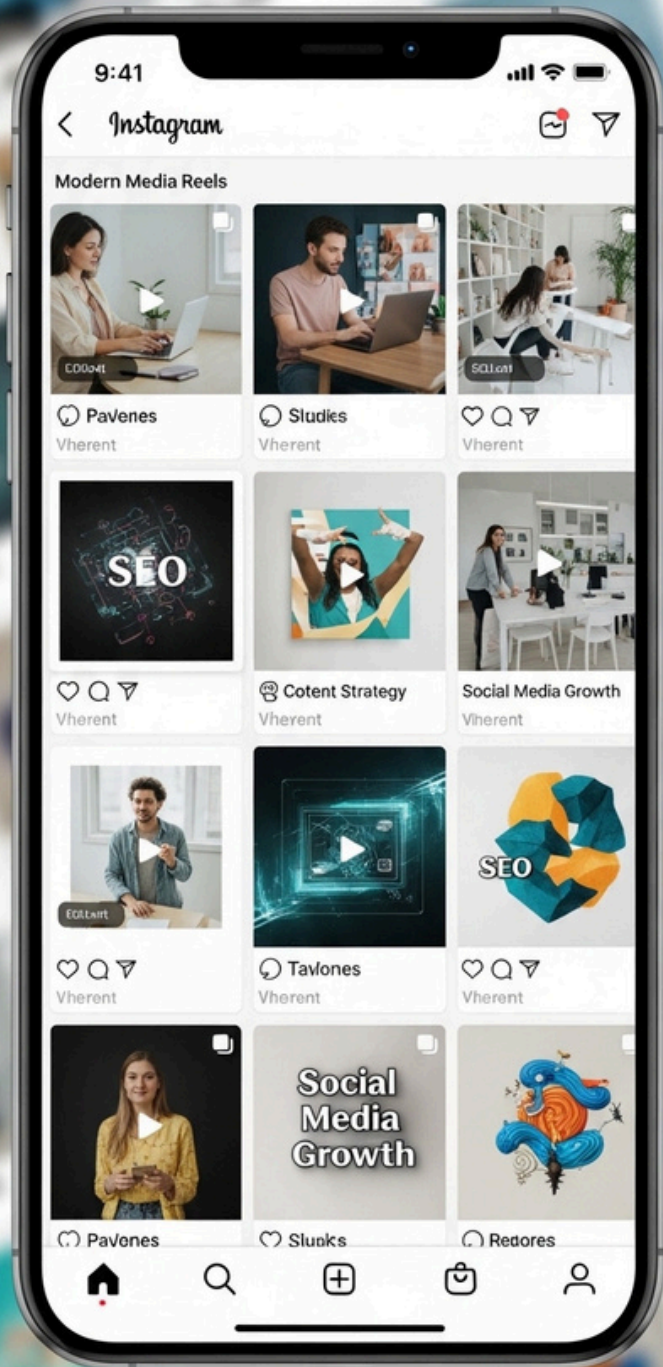 9:41
Instagram
Modern Media Reels
PaVenes
Sludies
Vherent
Vherent
Vherent
SEO
Cotent Strategy
Social Media Growth
Vherent
Vherent
Vherent
SEO
Tavlones
Vherent
Vherent
Vherent
Social
Media
Growth
PaVenes
Slupks